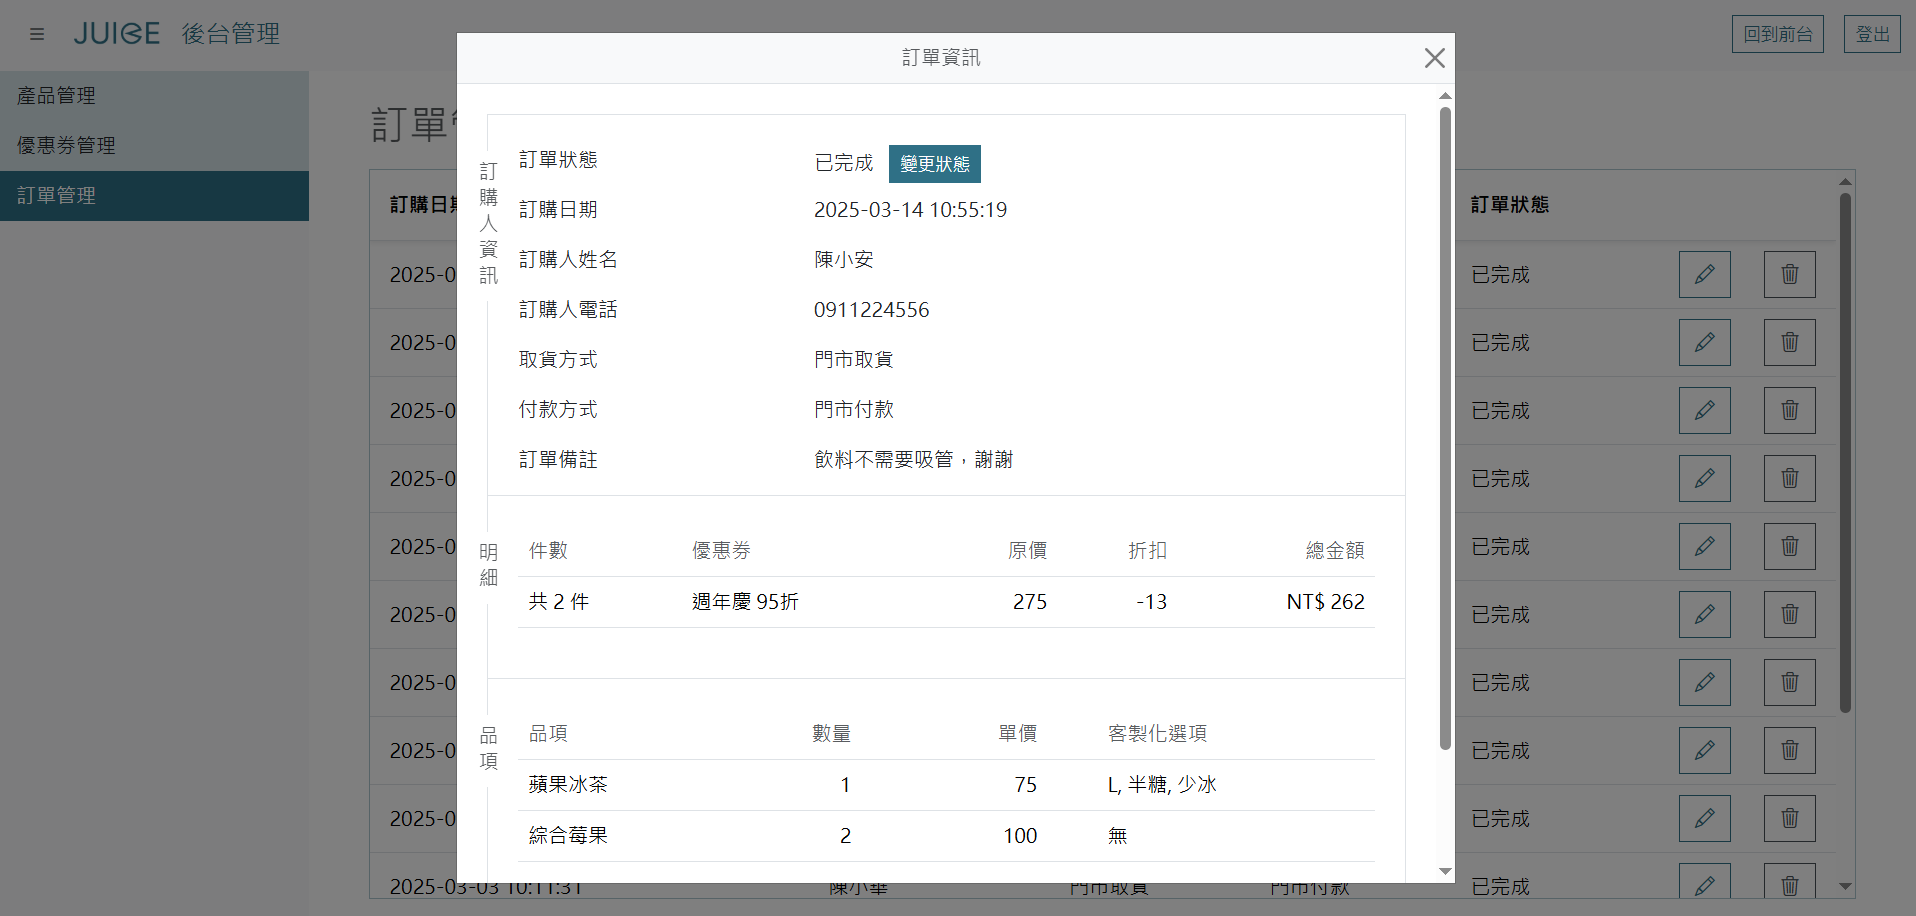 JUICE 後台管理
回到前台
登出
產品管理
優惠券管理
訂單管理
訂單
訂單資訊
訂購人資訊
訂單狀態 已完成 變更狀態
訂購日期 2025-03-14 10:55:19
訂購人姓名 陳小安
訂購人電話 0911224556
取貨方式 門市取貨
付款方式 門市付款
訂單備註 飲料不需要吸管，謝謝
明細
件數 優惠券 原價 折扣 總金額
共 2 件 週年慶 95折 275 -13 NT$ 262
品項
品項 數量 單價 客製化選項
蘋果冰茶 1 75 L, 半糖, 少冰
綜合莓果 2 100 無
訂購日 訂單狀態
2025-0 已完成
2025-0 已完成
2025-0 已完成
2025-0 已完成
2025-0 已完成
2025-0 已完成
2025-0 已完成
2025-0 已完成
2025-0 已完成
2025-03-03 10:11:31 陳小華 門市取貨 門市付款 已完成